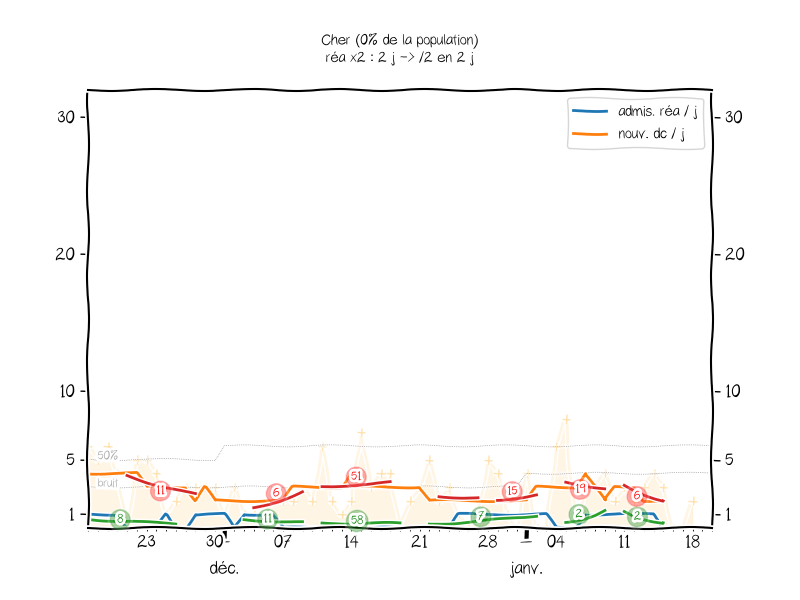 Cher (0% de la population)
réa x2 : 2 j -> /2 en 2 j
admis. réa / j
nouv. dc / j
30 30
20 20
10 10
5 5
1 1
50%
bruit
11 6 51 15 19 6
8 11 58 7 2 2
23 30 07 14 21 28 04 11 18
déc. janv.